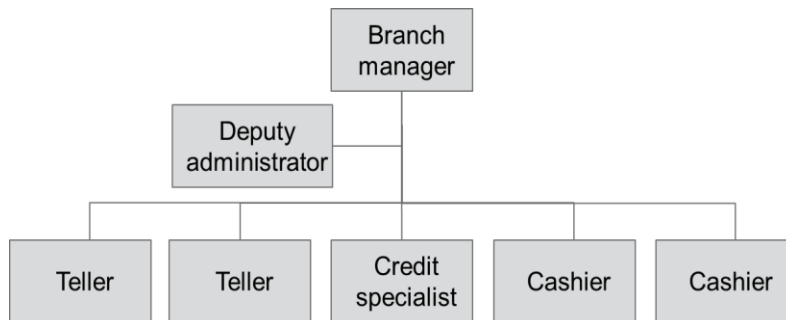 Branch
manager
Deputy
administrator
Teller
Teller
Credit
specialist
Cashier
Cashier